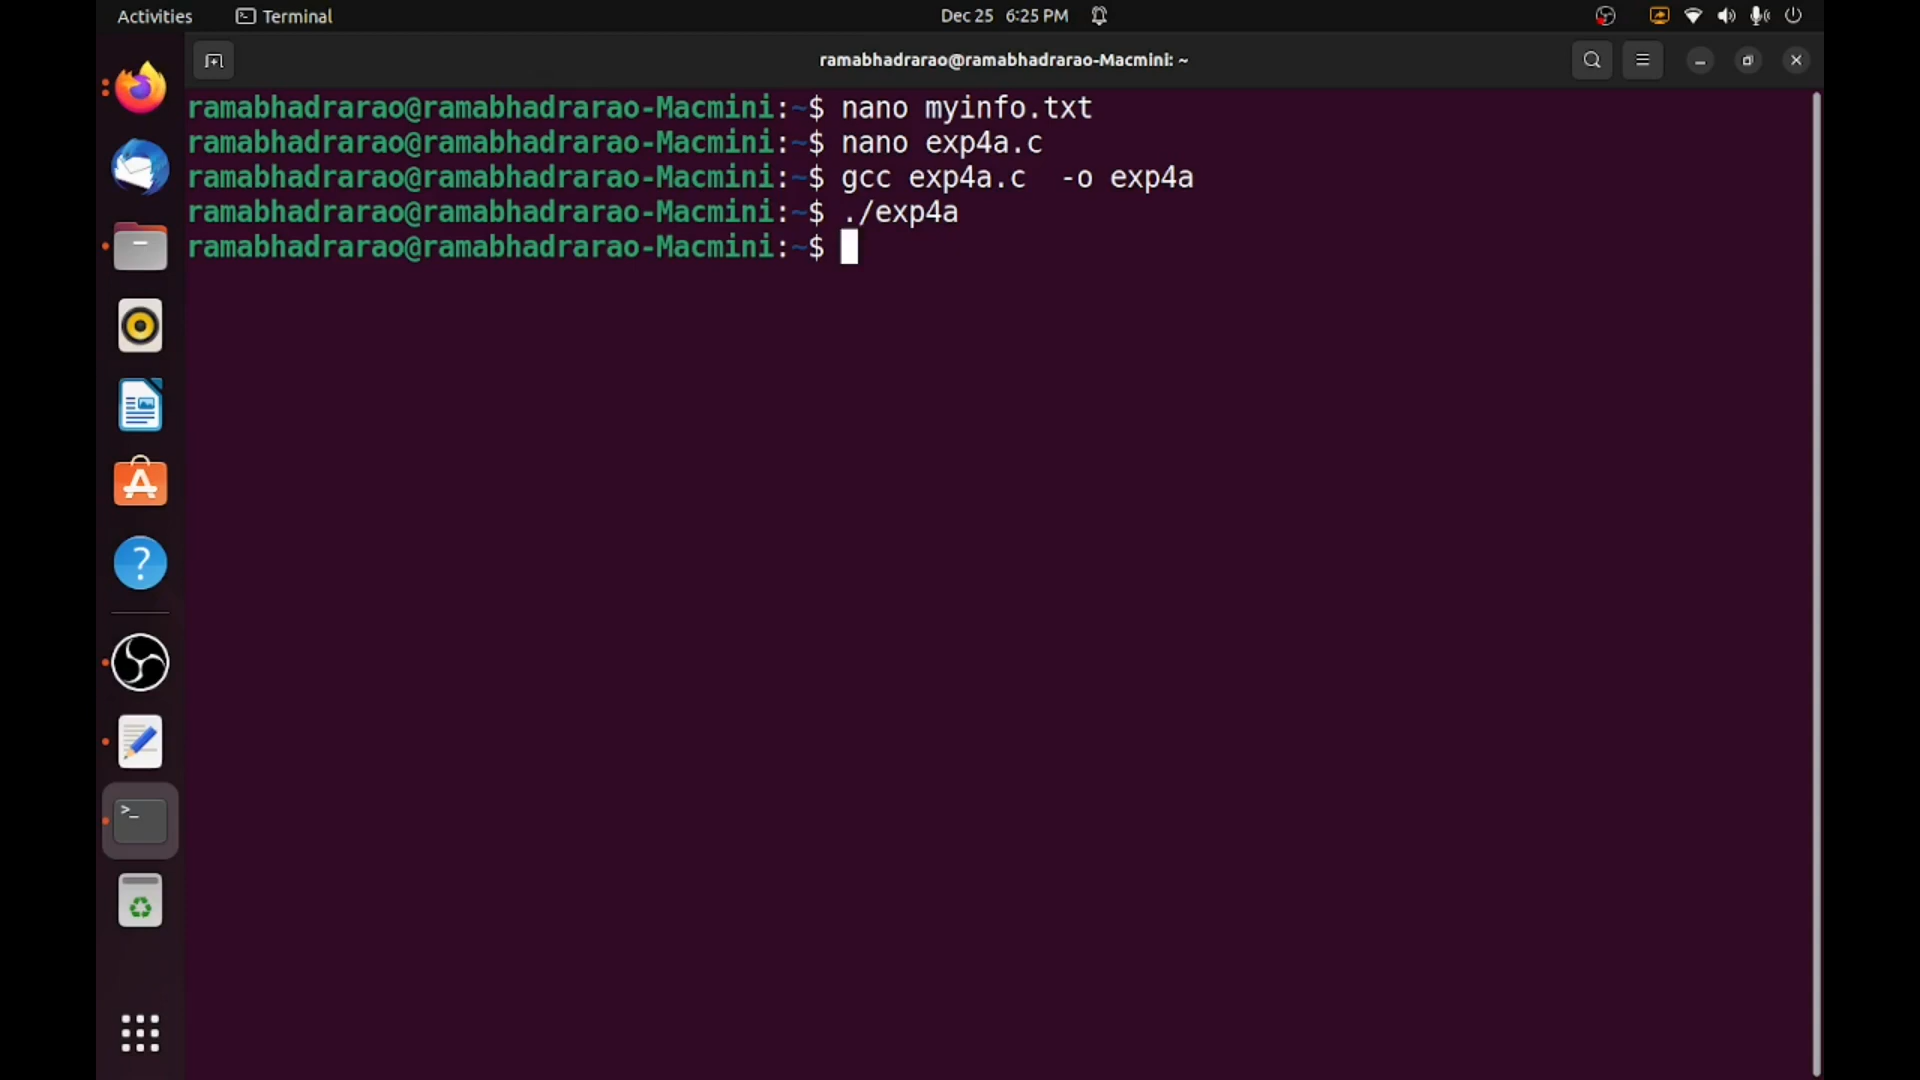 Activities Terminal Dec 25 6:25 PM
ramabhadrarao@ramabhadrarao-Macmini: ~
ramabhadrarao@ramabhadrarao-Macmini:~$ nano myinfo.txt
ramabhadrarao@ramabhadrarao-Macmini:~$ nano exp4a.c
ramabhadrarao@ramabhadrarao-Macmini:~$ gcc exp4a.c  -o exp4a
ramabhadrarao@ramabhadrarao-Macmini:~$ ./exp4a
ramabhadrarao@ramabhadrarao-Macmini:~$